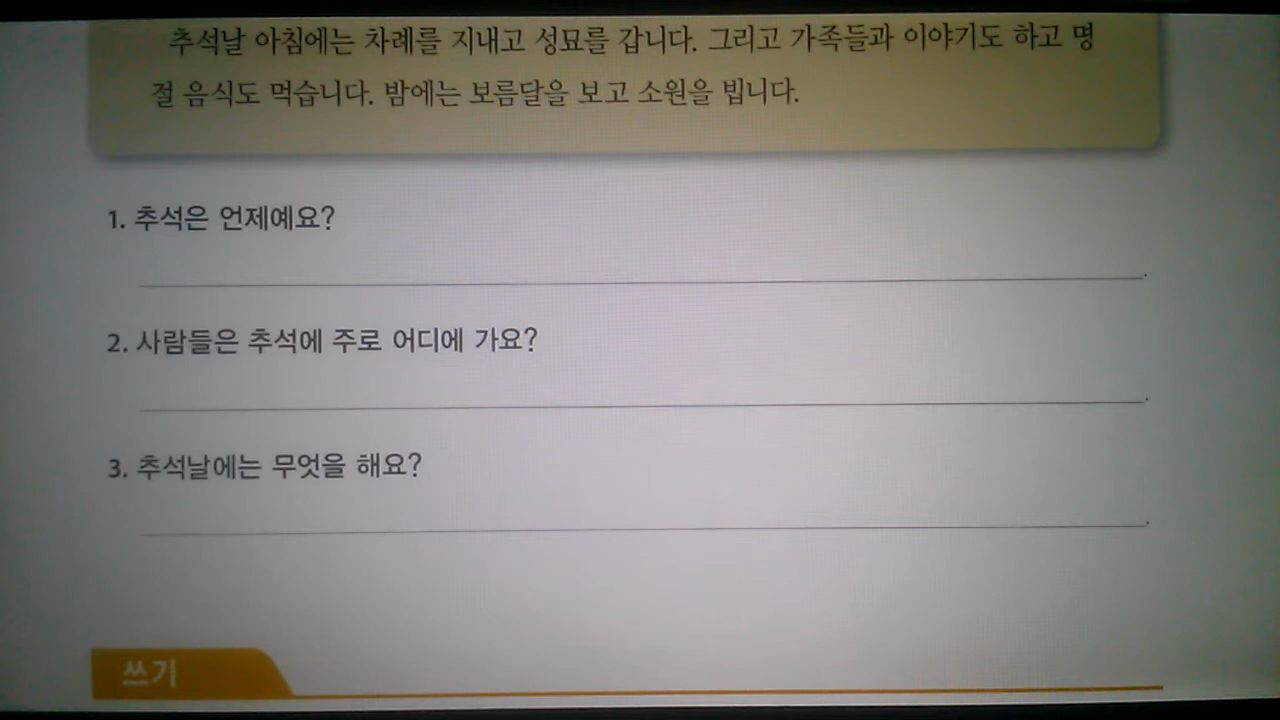 추석날 아침에는 차례를 지내고 성묘를 갑니다. 그리고 가족들과 이야기도 하고 명
절 음식도 먹습니다. 밤에는 보름달을 보고 소원을 빕니다.
1. 추석은 언제예요?
2. 사람들은 추석에 주로 어디에 가요?
3. 추석날에는 무엇을 해요?
쓰기